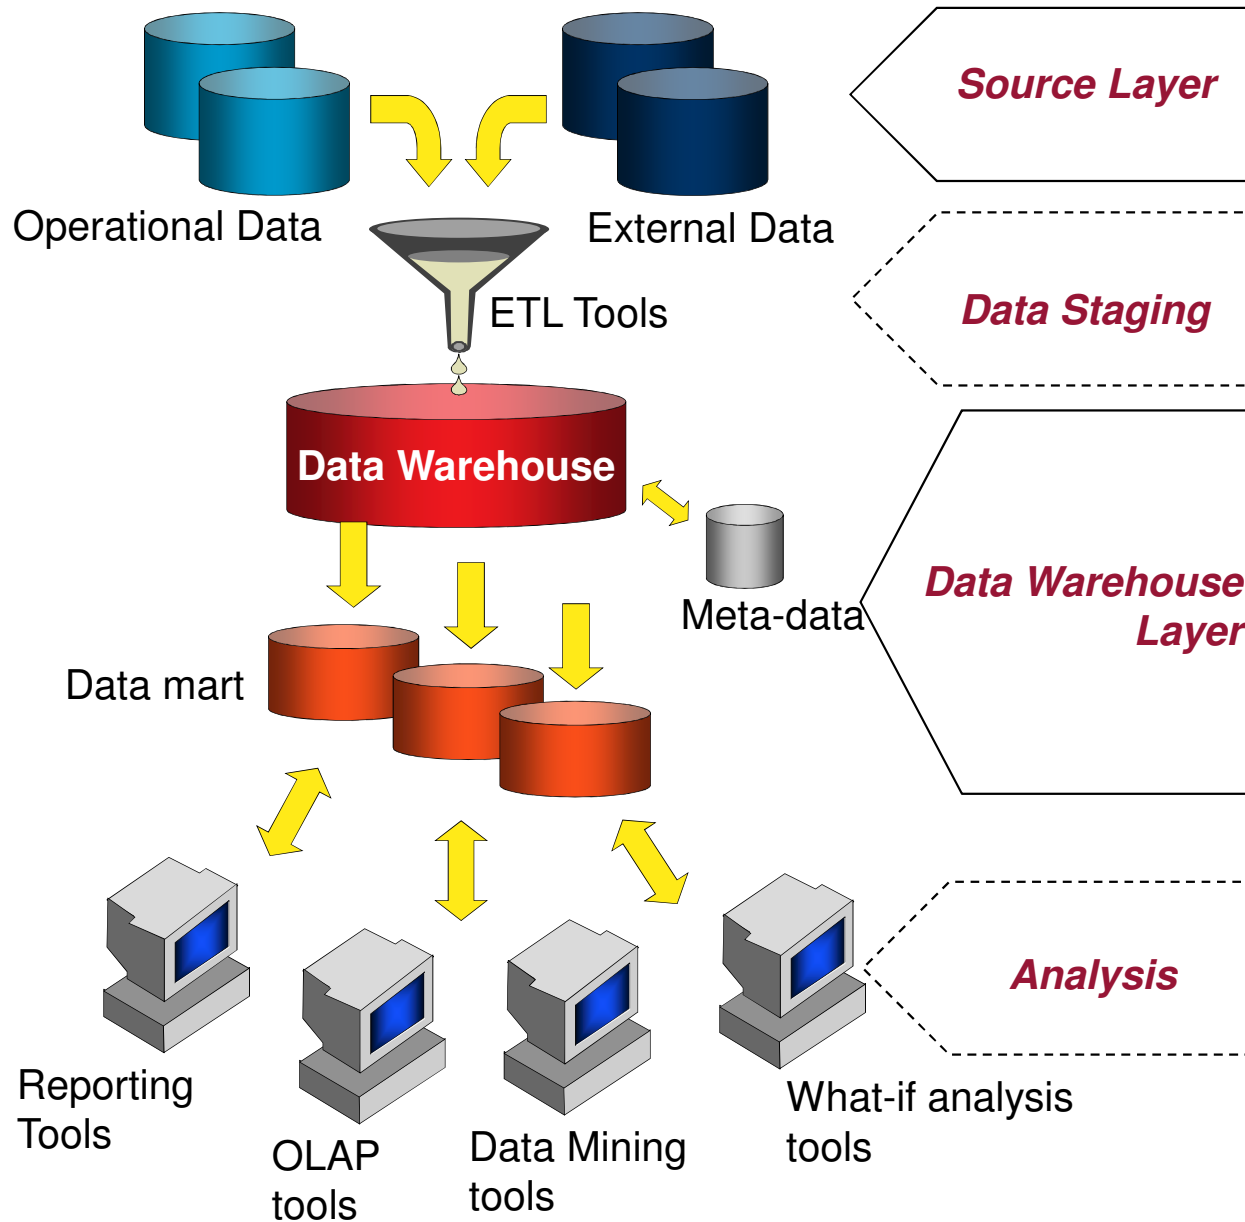 Source Layer
Operational Data
External Data
ETL Tools
Data Staging
Data Warehouse
Meta-data
Data Warehouse
Layer
Data mart
Analysis
Reporting
Tools
OLAP
tools
Data Mining
tools
What-if analysis
tools